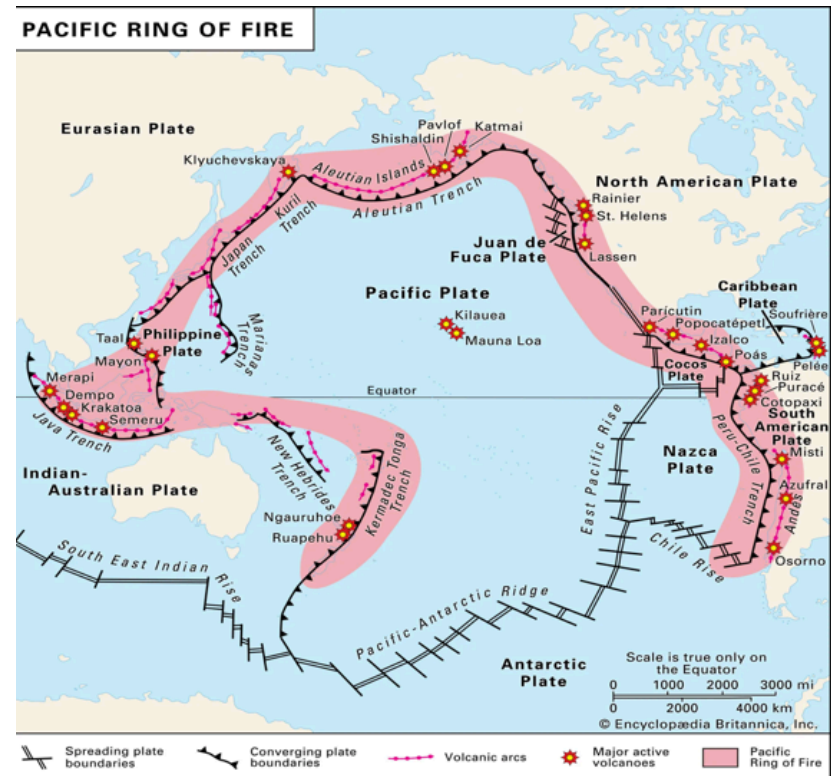 PACIFIC RING OF FIRE
Eurasian Plate
Pavlof
Katmai
Shishaldin
Klyuchevskaya
Aleutian Islands
Aleutian Trench
Kuril
Trench
Japan
Trench
North American Plate
Rainier
St. Helens
Juan de
Fuca Plate
Lassen
Pacific Plate
Kilauea
Mauna Loa
Caribbean
Plate
Soufrière
Parícutin
Popocatépetl
Izalco
Poás
Pelée
Cocos
Plate
Taal
Philippine
Plate
Mayon
Marianas
Trench
Merapi
Dempo
Krakatoa
Semeru
Java Trench
Equator
Ruiz
Puracé
Cotopaxi
South
American
Plate
Misti
Azufral
Andes
Osorno
Peru-Chile Trench
Nazca
Plate
East Pacific Rise
Chile Rise
Indian-
Australian Plate
New Hebrides
Trench
Kermadec Tonga
Trench
Ngauruhoe
Ruapehu
South East Indian Rise
Pacific-Antarctic Ridge
Antarctic
Plate
Scale is true only on
the Equator
0 1000 2000 3000 mi
0 2000 4000 km
© Encyclopædia Britannica, Inc.
Spreading plate
boundaries
Converging plate
boundaries
Volcanic arcs
Major active
volcanoes
Pacific
Ring of Fire